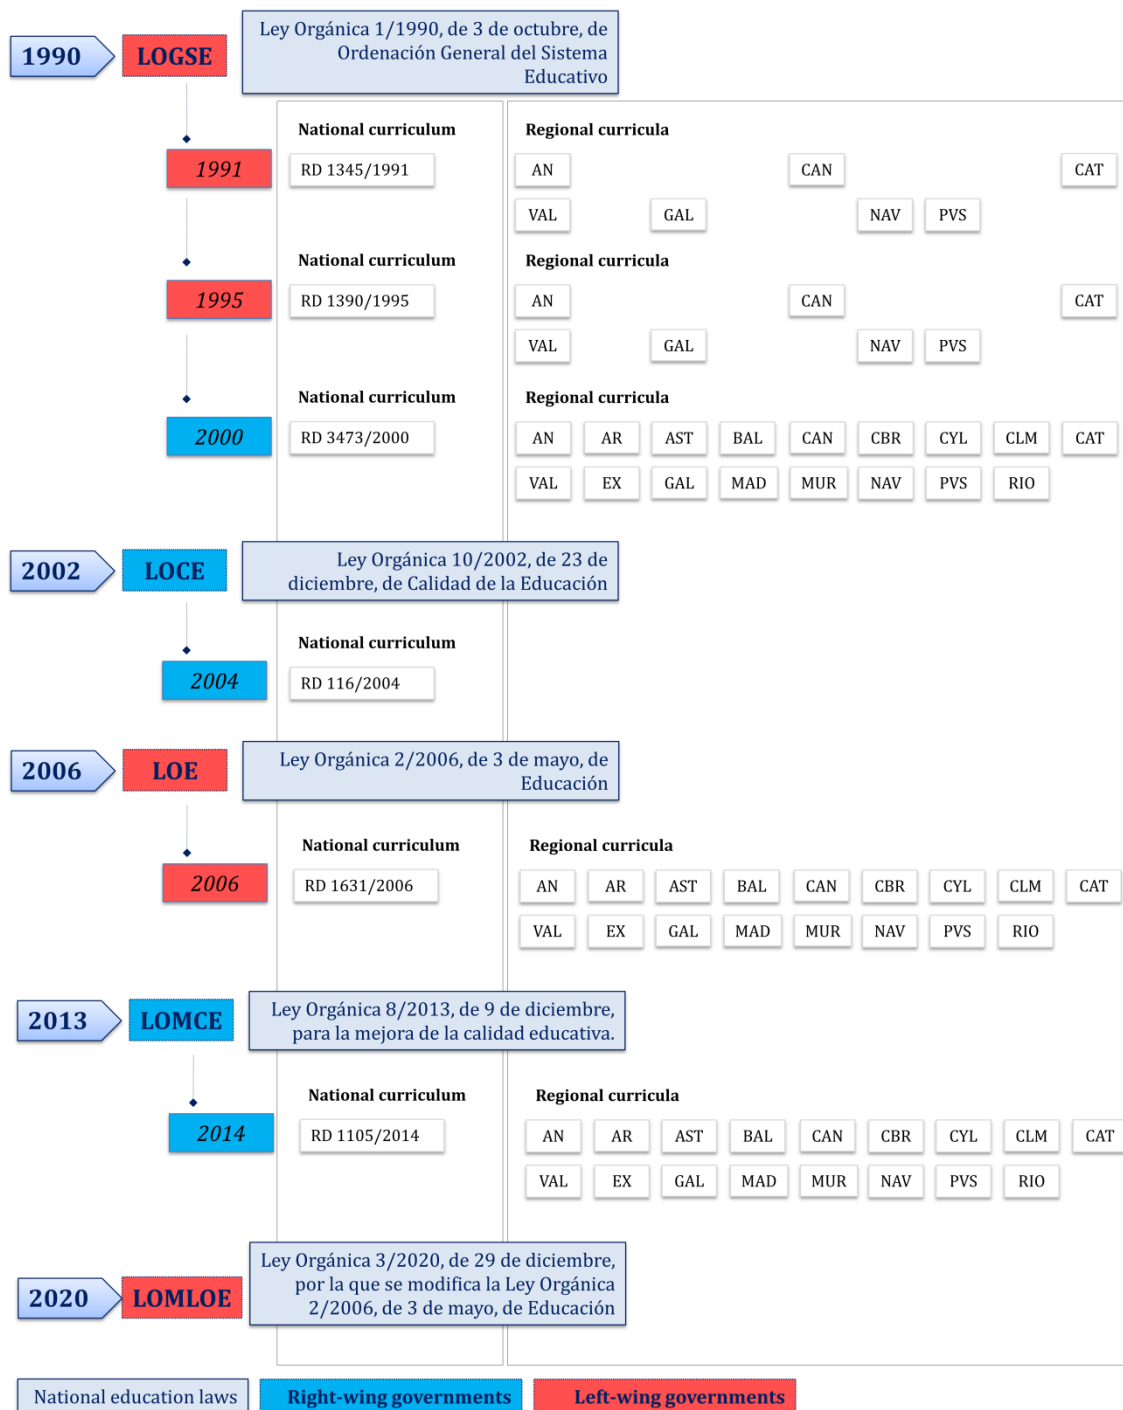 1990
LOGSE
Ley Orgánica 1/1990, de 3 de octubre, de
Ordenación General del Sistema
Educativo
National curriculum
Regional curricula
1991
RD 1345/1991
AN CAN CAT
VAL GAL NAV PVS
National curriculum
Regional curricula
1995
RD 1390/1995
AN CAN CAT
VAL GAL NAV PVS
National curriculum
Regional curricula
2000
RD 3473/2000
AN AR AST BAL CAN CBR CYL CLM CAT
VAL EX GAL MAD MUR NAV PVS RIO
2002
LOCE
Ley Orgánica 10/2002, de 23 de
diciembre, de Calidad de la Educación
National curriculum
2004
RD 116/2004
2006
LOE
Ley Orgánica 2/2006, de 3 de mayo, de
Educación
National curriculum
Regional curricula
2006
RD 1631/2006
AN AR AST BAL CAN CBR CYL CLM CAT
VAL EX GAL MAD MUR NAV PVS RIO
2013
LOMCE
Ley Orgánica 8/2013, de 9 de diciembre,
para la mejora de la calidad educativa.
National curriculum
Regional curricula
2014
RD 1105/2014
AN AR AST BAL CAN CBR CYL CLM CAT
VAL EX GAL MAD MUR NAV PVS RIO
2020
LOMLOE
Ley Orgánica 3/2020, de 29 de diciembre,
por la que se modifica la Ley Orgánica
2/2006, de 3 de mayo, de Educación
National education laws
Right-wing governments
Left-wing governments